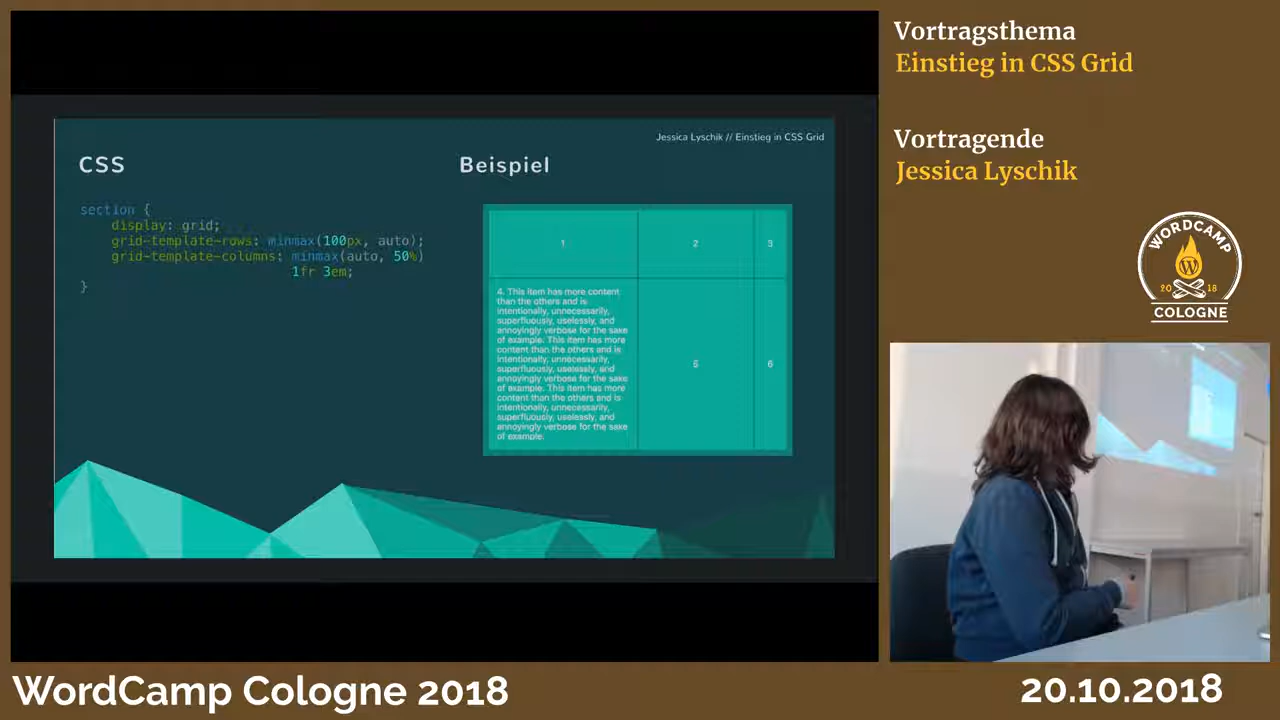 Jessica Lyschik // Einstieg in CSS Grid
CSS
section {
display: grid;
grid-template-rows: minmax(100px, auto);
grid-template-columns: minmax(auto, 50%)
1fr 3em;
}
Beispiel
1
2
3
4. This item has more content
than the others and is
intentionally, unnecessarily,
superfluously, uselessly, and
annoyingly verbose for the sake
of example. This item has more
content than the others and is
intentionally, unnecessarily,
superfluously, uselessly, and
annoyingly verbose for the sake
of example. This item has more
content than the others and is
intentionally, unnecessarily,
superfluously, uselessly, and
annoyingly verbose for the sake
of example.
5
6
Vortragsthema
Einstieg in CSS Grid
Vortragende
Jessica Lyschik
WORDCAMP
W
20 18
COLOGNE
WordCamp Cologne 2018
20.10.2018